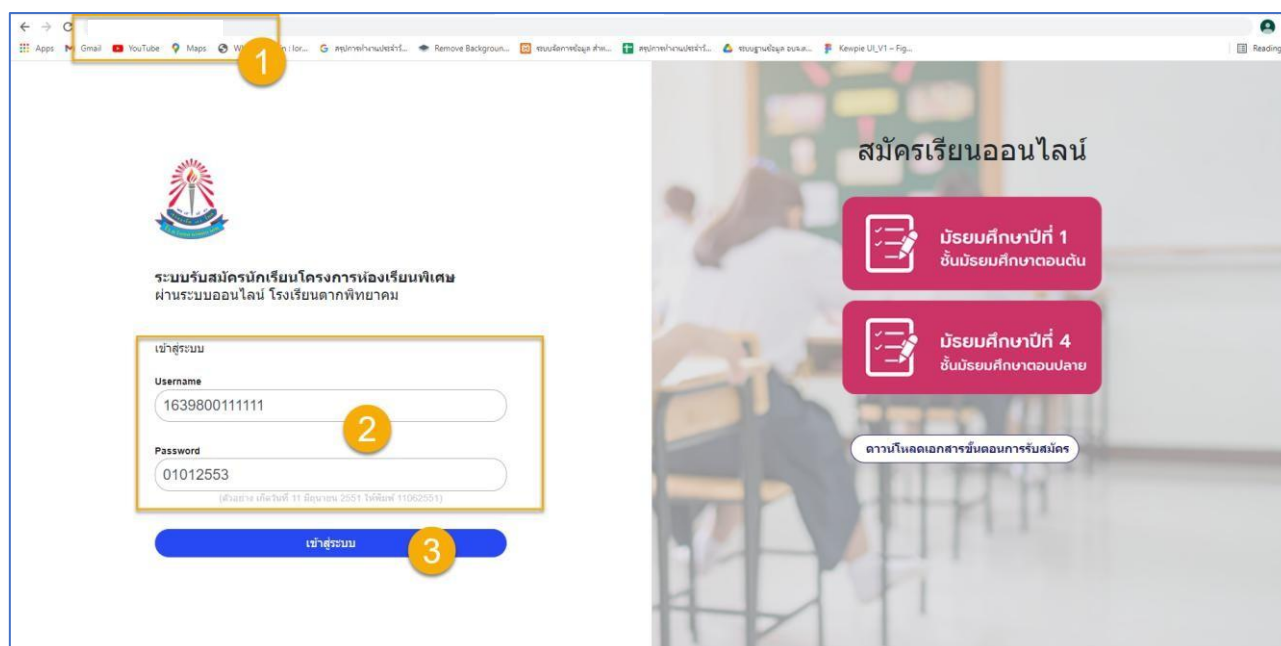 Apps
Gmail
YouTube
Maps
Remove Backgroun...
Kewpie UI_V1 – Fig...
Reading
1
ระบบรับสมัครนักเรียนโครงการห้องเรียนพิเศษ
ผ่านระบบออนไลน์ โรงเรียนตากพิทยาคม
เข้าสู่ระบบ
Username
1639800111111
2
Password
01012553
(ตัวอย่าง เกิดวันที่ 11 มิถุนายน 2551 ให้พิมพ์ 11062551)
เข้าสู่ระบบ
3
สมัครเรียนออนไลน์
มัธยมศึกษาปีที่ 1
ชั้นมัธยมศึกษาตอนต้น
มัธยมศึกษาปีที่ 4
ชั้นมัธยมศึกษาตอนปลาย
ดาวน์โหลดเอกสารขั้นตอนการรับสมัคร